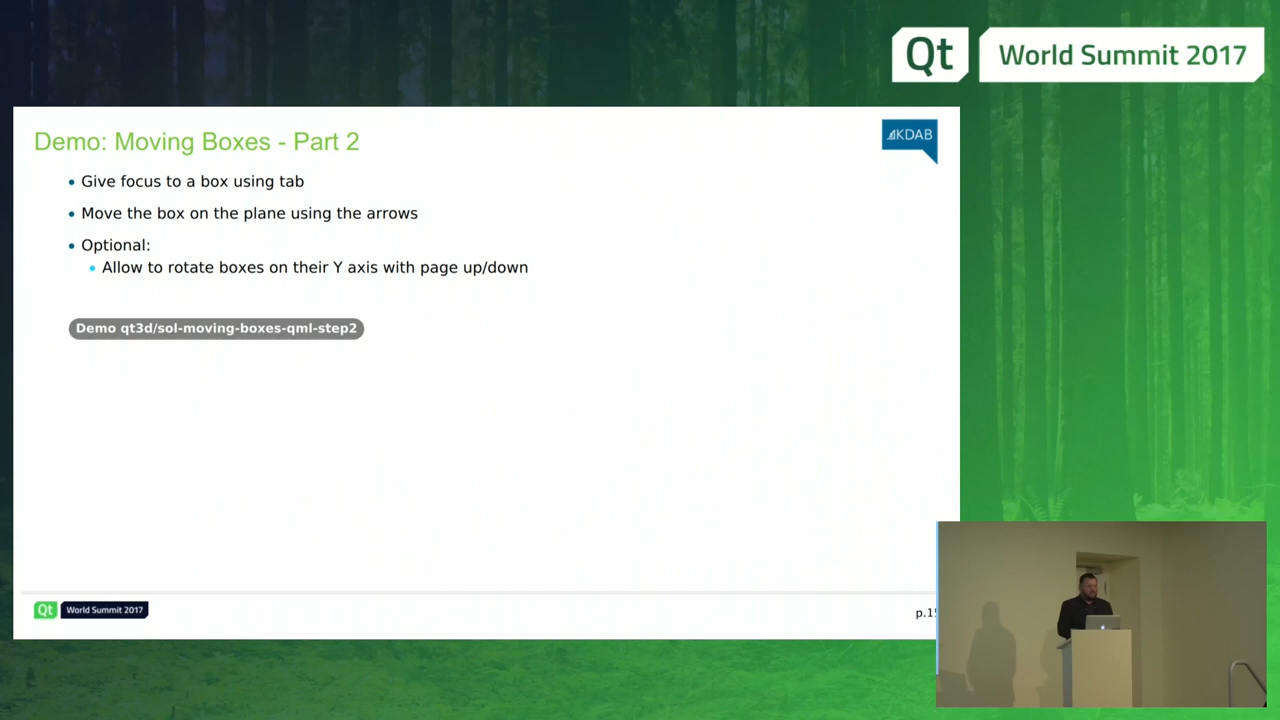 Qt World Summit 2017
Demo: Moving Boxes - Part 2
KDAB
Give focus to a box using tab
Move the box on the plane using the arrows
Optional:
Allow to rotate boxes on their Y axis with page up/down
Demo qt3d/sol-moving-boxes-qml-step2
Qt World Summit 2017